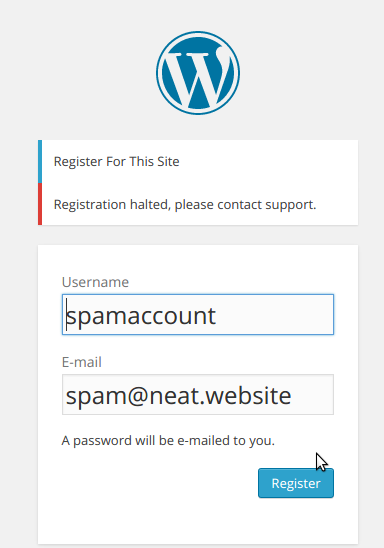 Register For This Site
Registration halted, please contact support.
Username
spamaccount
E-mail
spam@neat.website
A password will be e-mailed to you.
Register